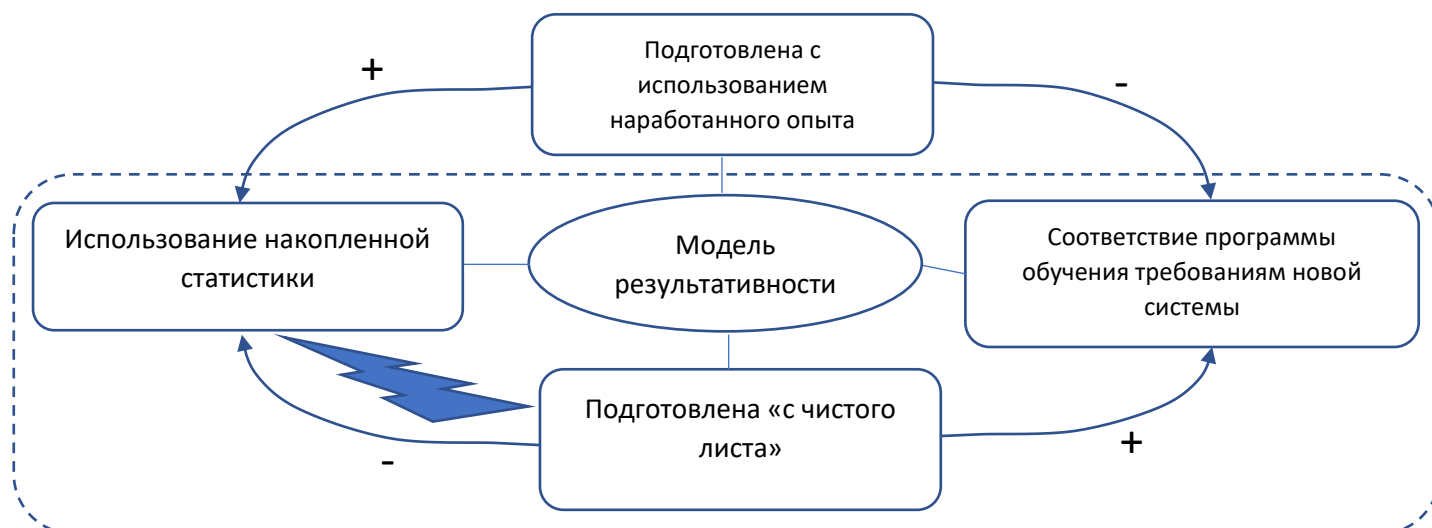 Подготовлена с
использованием
наработанного опыта
+
-
Использование накопленной
статистики
Модель
результативности
Соответствие программы
обучения требованиям новой
системы
Подготовлена «с чистого
листа»
-
+